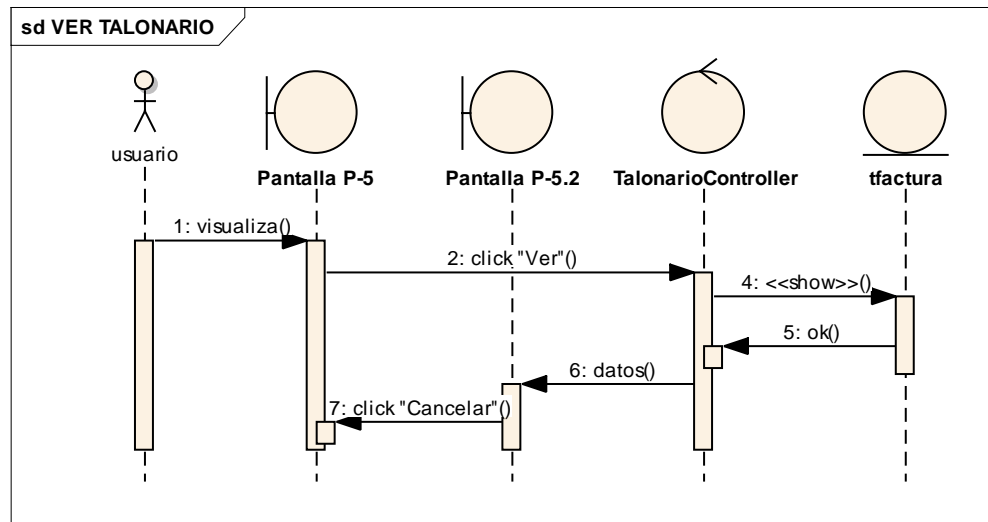 sd VER TALONARIO
usuario
Pantalla P-5
Pantalla P-5.2
TalonarioController
tfactura
1: visualiza()
2: click "Ver"()
4: <<show>>()
5: ok()
6: datos()
7: click "Cancelar"()